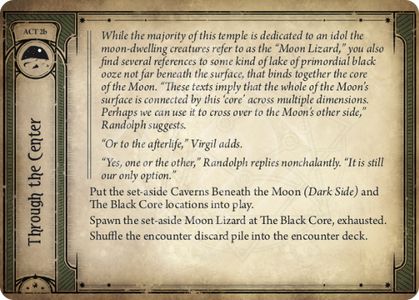 ACT 2b
Through the Center
While the majority of this temple is dedicated to an idol the
moon-dwelling creatures refer to as the “Moon Lizard,” you also
find several references to some kind of lake of primordial black
ooze not far beneath the surface, that binds together the core
of the Moon. “These texts imply that the whole of the Moon’s
surface is connected by this ‘core’ across multiple dimensions.
Perhaps we can use it to cross over to the Moon’s other side,”
Randolph suggests.
“Or to the afterlife,” Virgil adds.
“Yes, one or the other,” Randolph replies nonchalantly. “It is still
our only option.”
Put the set-aside Caverns Beneath the Moon (Dark Side) and
The Black Core locations into play.
Spawn the set-aside Moon Lizard at The Black Core, exhausted.
Shuffle the encounter discard pile into the encounter deck.